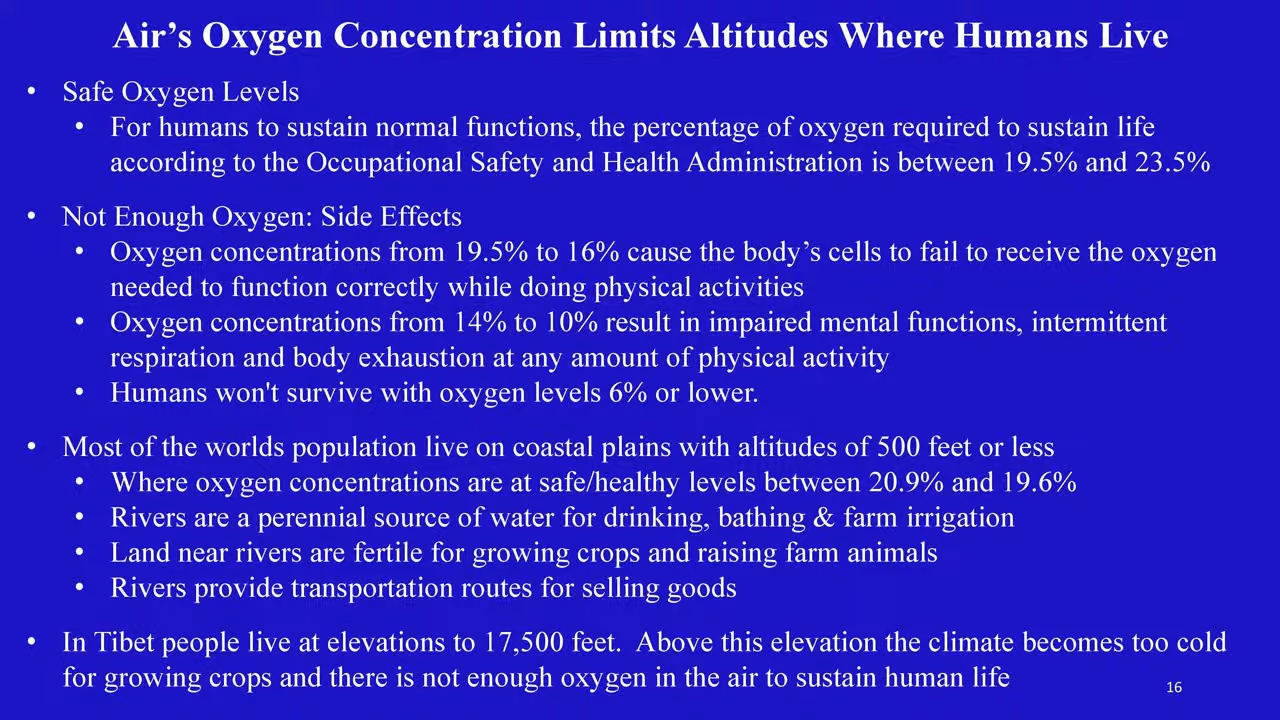 Air’s Oxygen Concentration Limits Altitudes Where Humans Live
• Safe Oxygen Levels
• For humans to sustain normal functions, the percentage of oxygen required to sustain life
according to the Occupational Safety and Health Administration is between 19.5% and 23.5%
• Not Enough Oxygen: Side Effects
• Oxygen concentrations from 19.5% to 16% cause the body’s cells to fail to receive the oxygen
needed to function correctly while doing physical activities
• Oxygen concentrations from 14% to 10% result in impaired mental functions, intermittent
respiration and body exhaustion at any amount of physical activity
• Humans won't survive with oxygen levels 6% or lower.
• Most of the worlds population live on coastal plains with altitudes of 500 feet or less
• Where oxygen concentrations are at safe/healthy levels between 20.9% and 19.6%
• Rivers are a perennial source of water for drinking, bathing & farm irrigation
• Land near rivers are fertile for growing crops and raising farm animals
• Rivers provide transportation routes for selling goods
• In Tibet people live at elevations to 17,500 feet.  Above this elevation the climate becomes too cold
for growing crops and there is not enough oxygen in the air to sustain human life
16